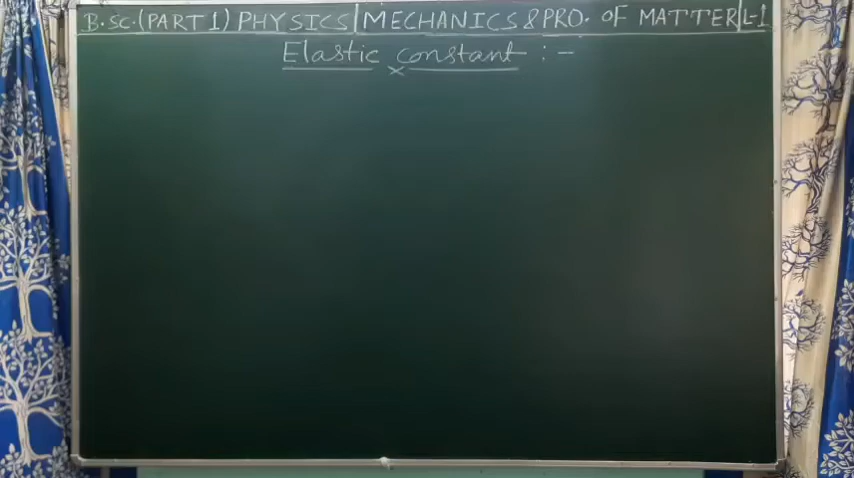 B.SC.(PART 1) PHYSICS|MECHANICS & PRO. OF MATTER|L-1
Elastic constant :-